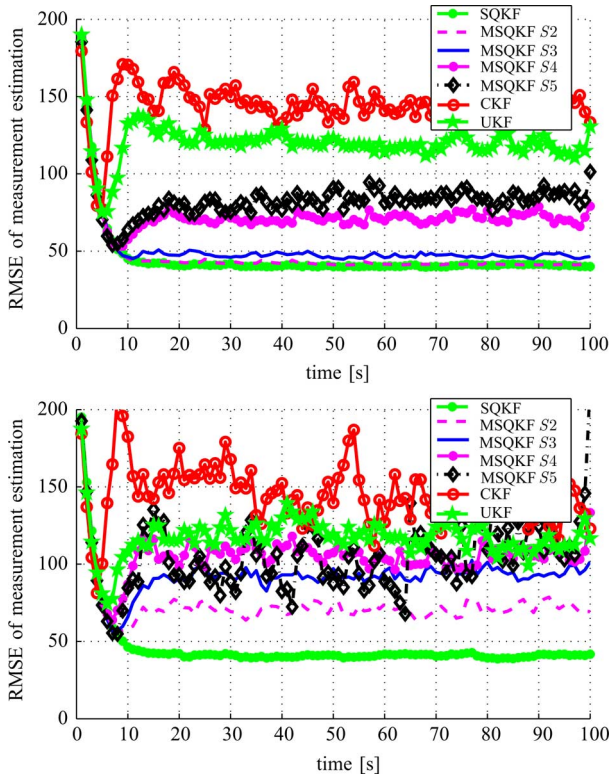 200
150
100
50
0
RMSE of measurement estimation
SQKF
MSQKF S2
MSQKF S3
MSQKF S4
MSQKF S5
CKF
UKF
0 10 20 30 40 50 60 70 80 90 100
time [s]
200
150
100
50
0
RMSE of measurement estimation
SQKF
MSQKF S2
MSQKF S3
MSQKF S4
MSQKF S5
CKF
UKF
0 10 20 30 40 50 60 70 80 90 100
time [s]